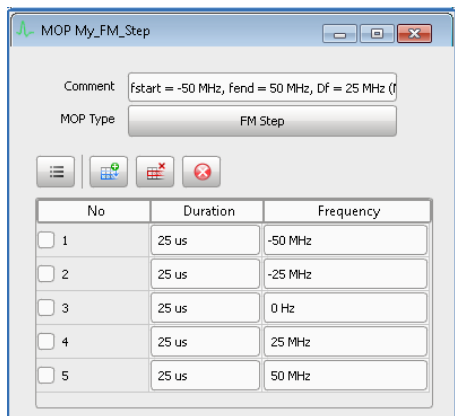 MOP My_FM_Step
Comment fstart = -50 MHz, fend = 50 MHz, Df = 25 MHz (
MOP Type FM Step
No Duration Frequency
1 25 us -50 MHz
2 25 us -25 MHz
3 25 us 0 Hz
4 25 us 25 MHz
5 25 us 50 MHz